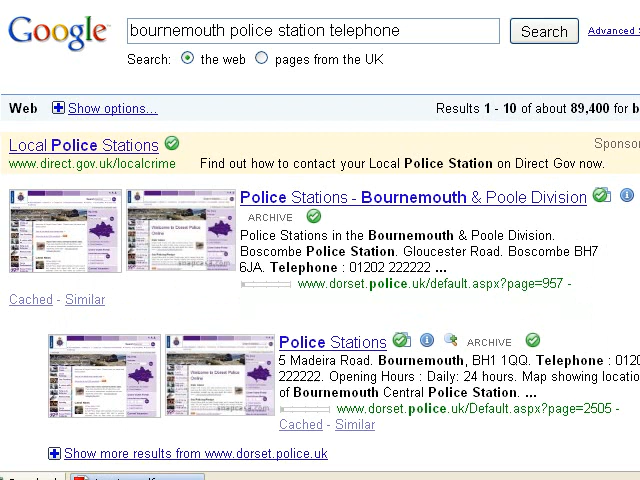 Google™
bournemouth police station telephone
Search
Advanced S
Search: the web pages from the UK
Web Show options... Results 1 - 10 of about 89,400 for b
Local Police Stations Sponsor
www.direct.gov.uk/localcrime Find out how to contact your Local Police Station on Direct Gov now.
Police Stations - Bournemouth & Poole Division
ARCHIVE
Police Stations in the Bournemouth & Poole Division.
Boscombe Police Station. Gloucester Road. Boscombe BH7
6JA. Telephone : 01202 222222 ...
www.dorset.police.uk/default.aspx?page=957 -
Cached - Similar
Police Stations ARCHIVE
5 Madeira Road. Bournemouth, BH1 1QQ. Telephone : 0120
222222. Opening Hours : Daily: 24 hours. Map showing locatio
of Bournemouth Central Police Station. ...
www.dorset.police.uk/Default.aspx?page=2505 -
Cached - Similar
Show more results from www.dorset.police.uk